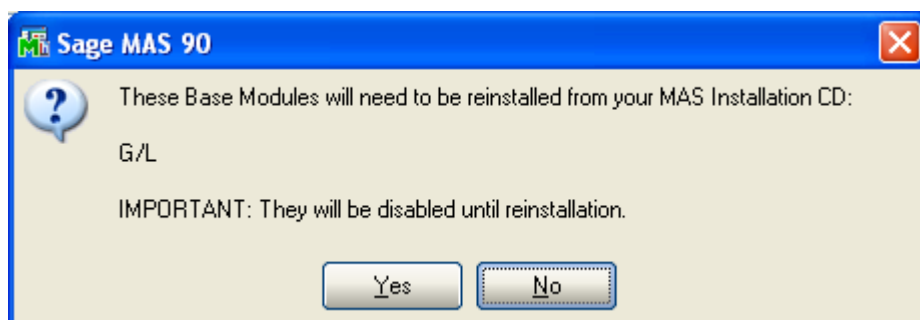 Sage MAS 90
These Base Modules will need to be reinstalled from your MAS Installation CD:
G/L
IMPORTANT: They will be disabled until reinstallation.
Yes No